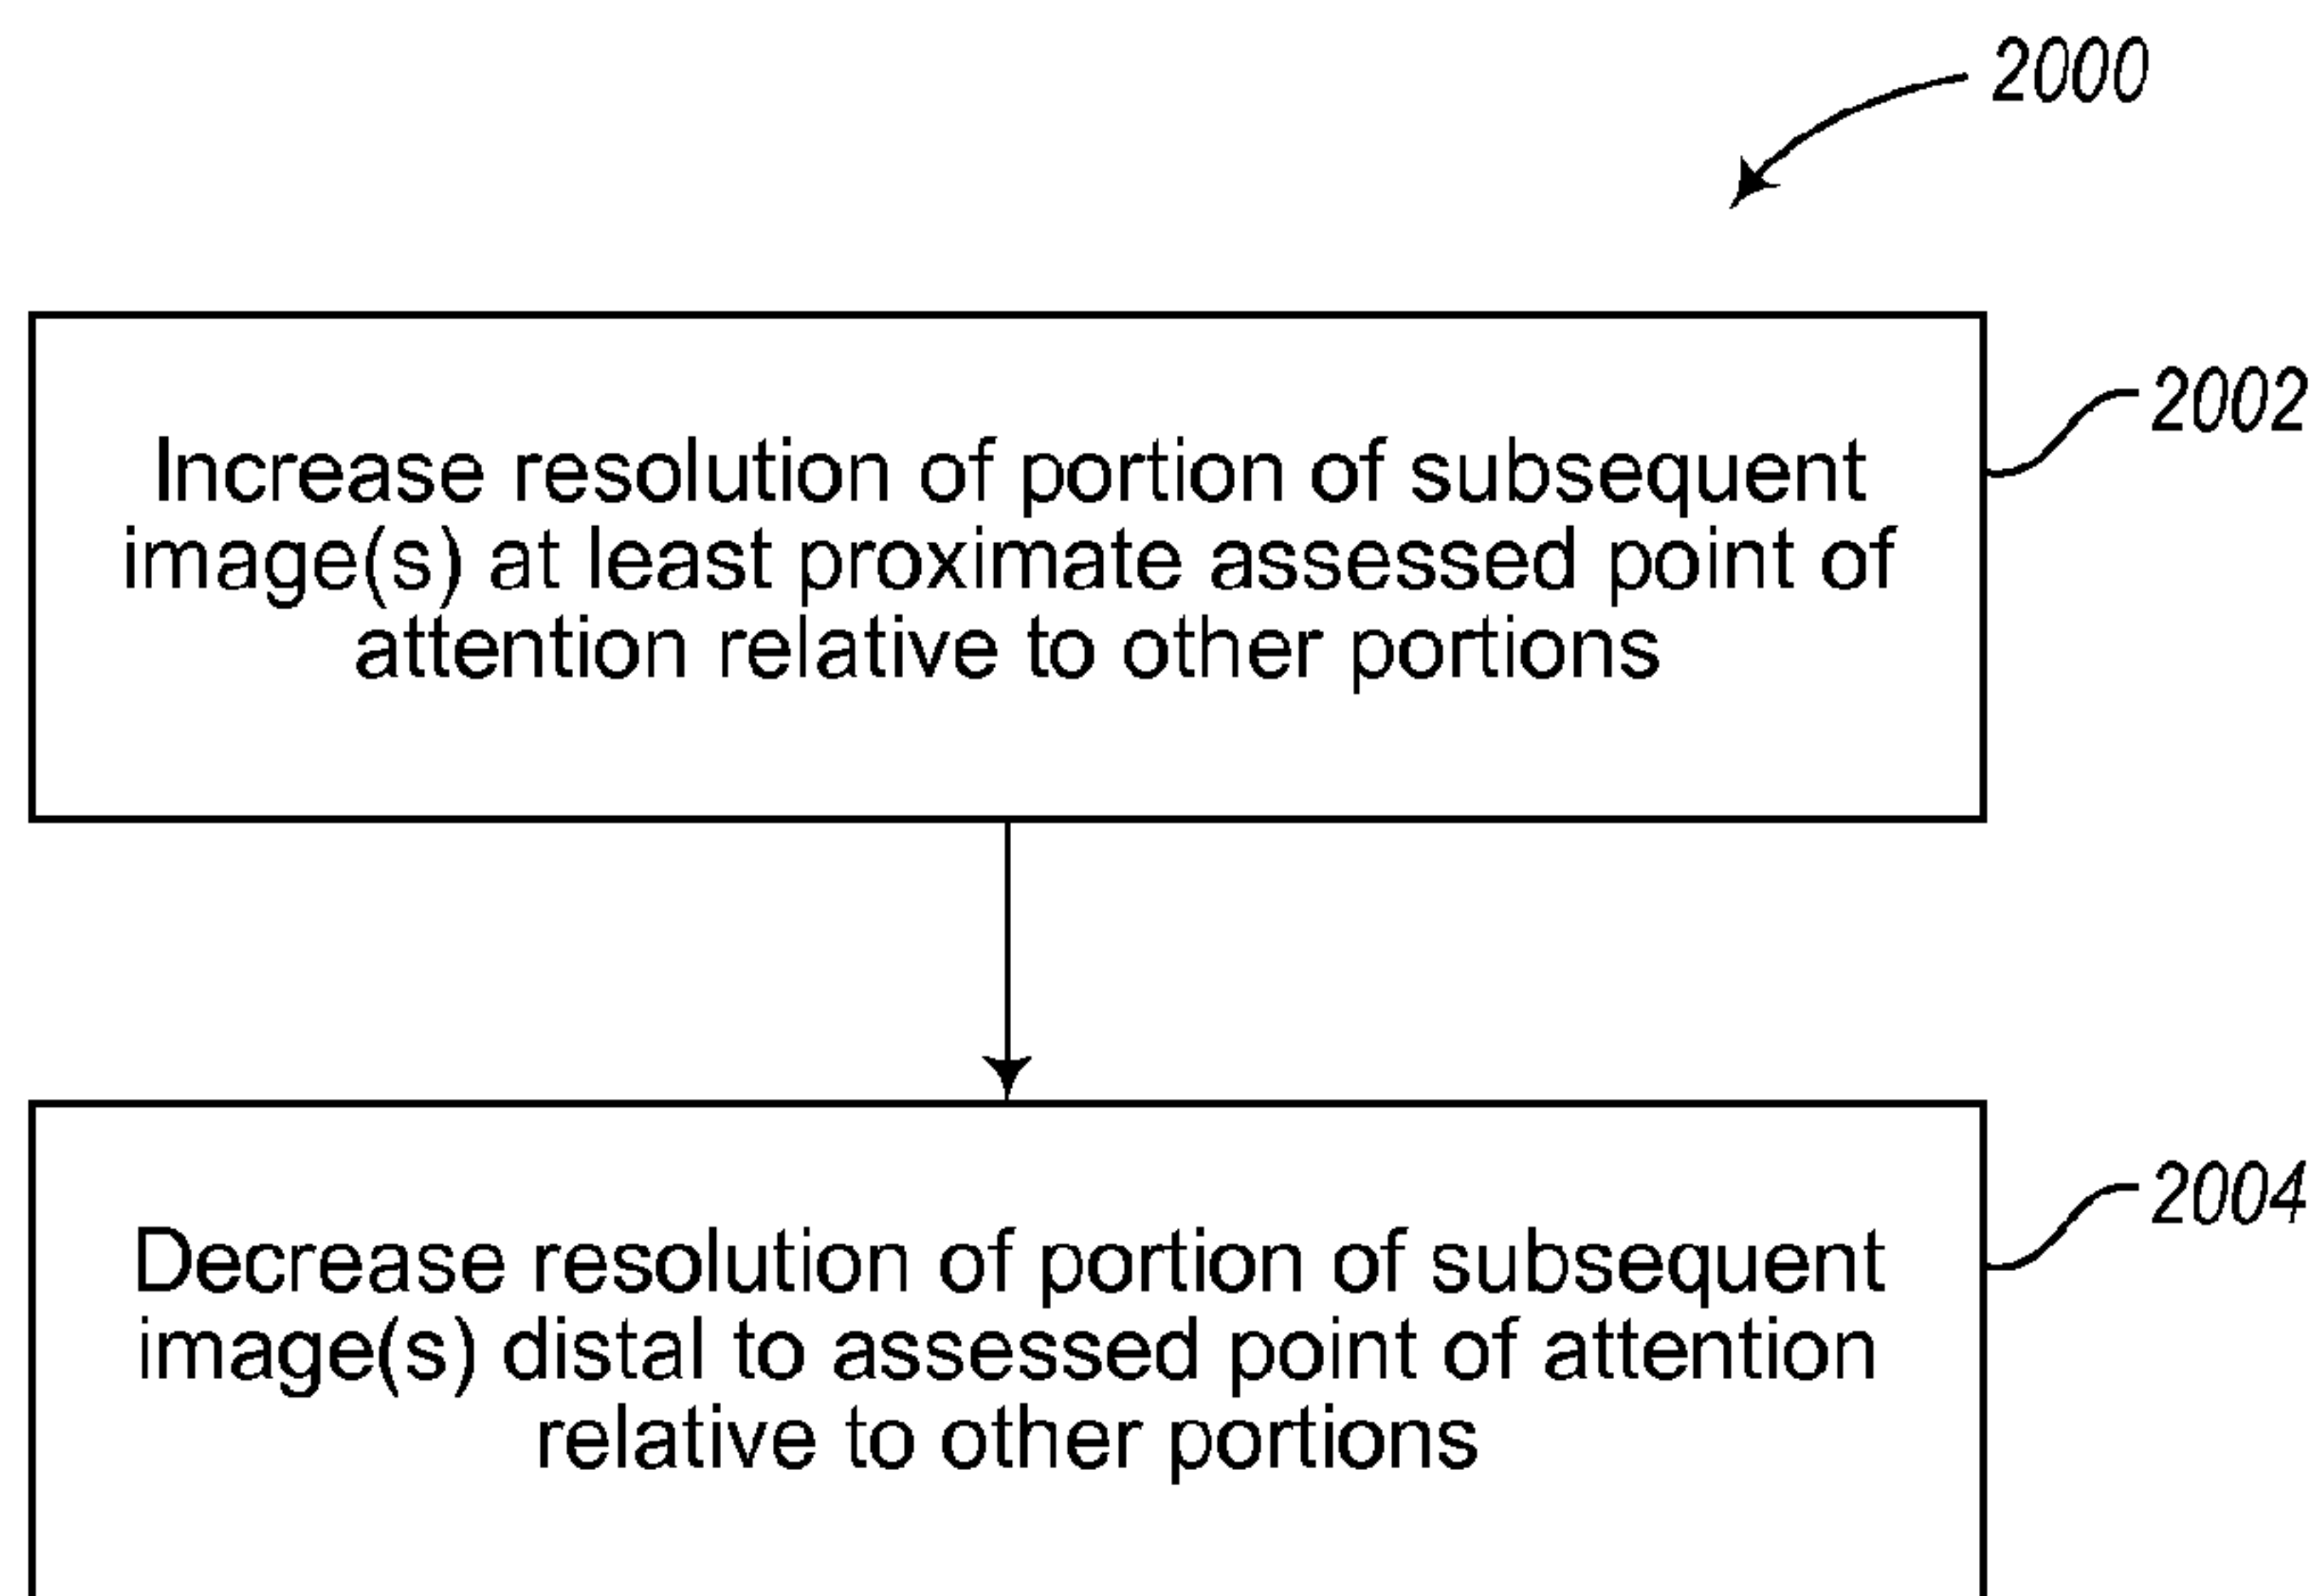 2000
2002
Increase resolution of portion of subsequent
image(s) at least proximate assessed point of
attention relative to other portions
2004
Decrease resolution of portion of subsequent
image(s) distal to assessed point of attention
relative to other portions